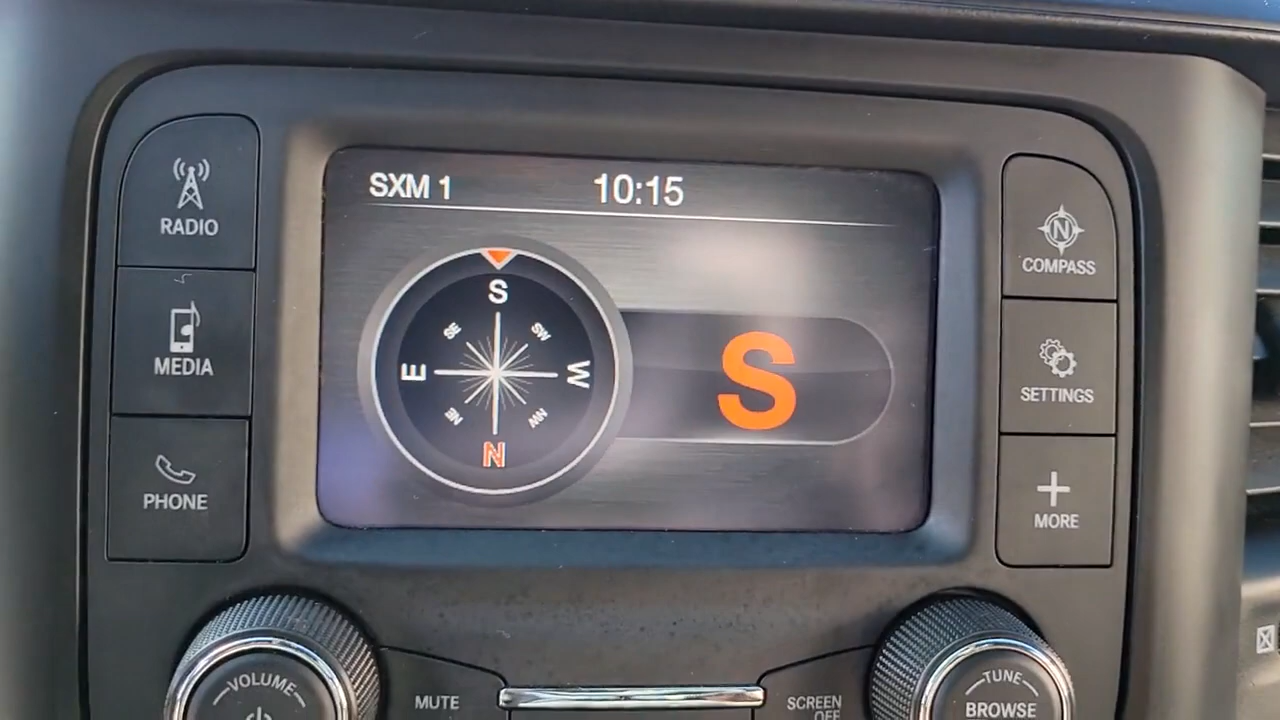 SXM 1 10:15
RADIO
MEDIA
PHONE
S
SE SW
E W
NE NW
N
S
N
COMPASS
SETTINGS
MORE
VOLUME
MUTE
SCREEN
OFF
TUNE
BROWSE